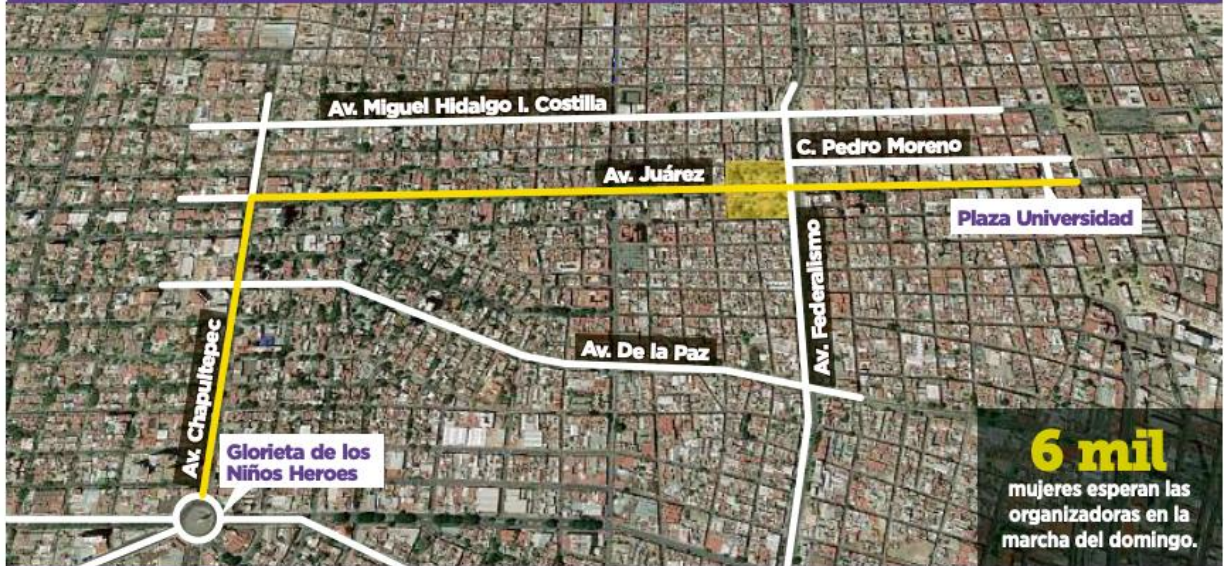 Av. Miguel Hidalgo I. Costilla
C. Pedro Moreno
Av. Juárez
Plaza Universidad
Av. Federalismo
Av. Chapultepec
Av. De la Paz
Glorieta de los
Niños Heroes
6 mil
mujeres esperan las
organizadoras en la
marcha del domingo.